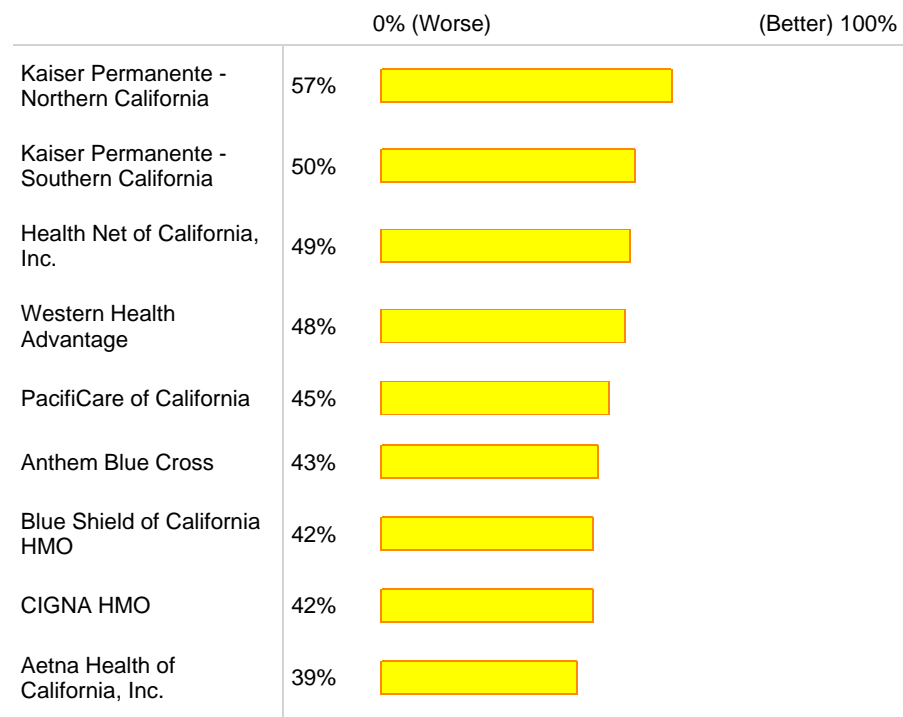 0% (Worse) (Better) 100%
Kaiser Permanente -
Northern California
57%
Kaiser Permanente -
Southern California
50%
Health Net of California,
Inc.
49%
Western Health
Advantage
48%
PacifiCare of California 45%
Anthem Blue Cross 43%
Blue Shield of California
HMO
42%
CIGNA HMO 42%
Aetna Health of
California, Inc.
39%